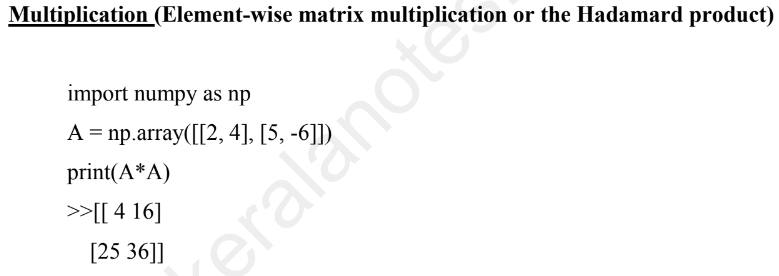 Multiplication (Element-wise matrix multiplication or the Hadamard product)
import numpy as np
A = np.array([[2, 4], [5, -6]])
print(A*A)
>>[[ 4 16]
[25 36]]
keralanotes